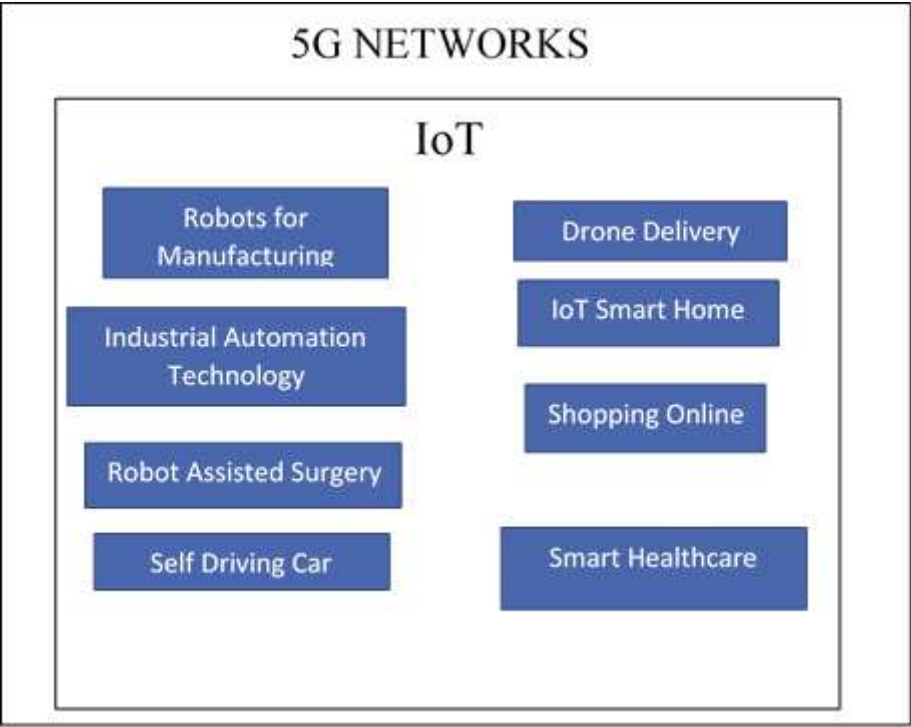 5G NETWORKS
IoT
Robots for
Manufacturing
Industrial Automation
Technology
Robot Assisted Surgery
Self Driving Car
Drone Delivery
IoT Smart Home
Shopping Online
Smart Healthcare